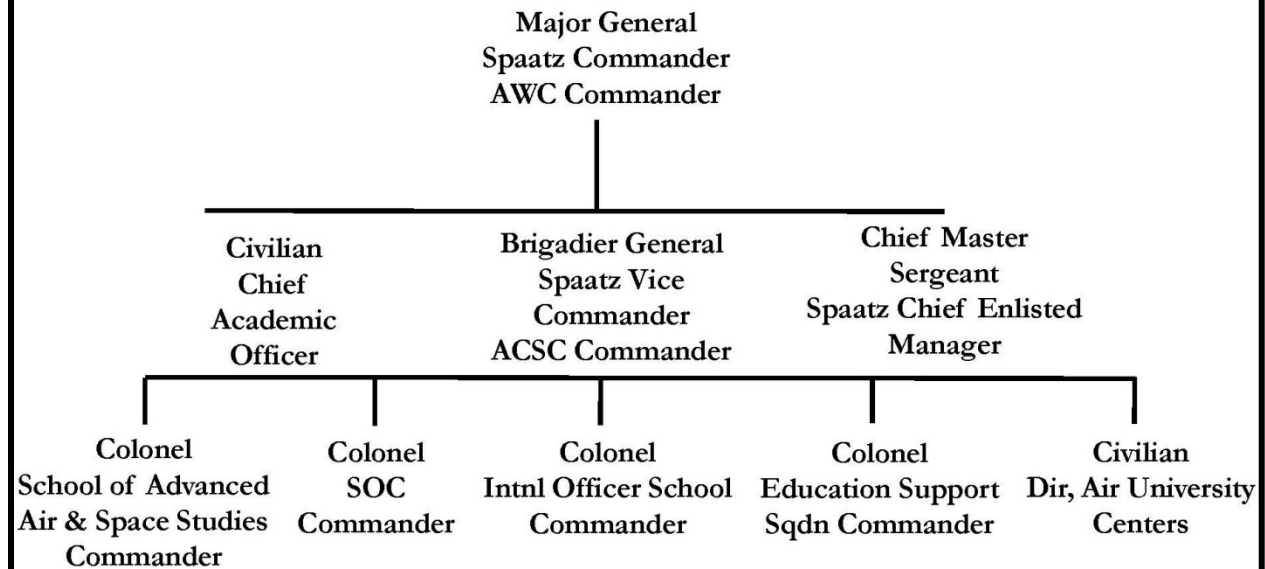 Major General
Spaatz Commander
AWC Commander
Civilian
Chief
Academic
Officer
Brigadier General
Spaatz Vice
Commander
ACSC Commander
Chief Master
Sergeant
Spaatz Chief Enlisted
Manager
Colonel
School of Advanced
Air & Space Studies
Commander
Colonel
SOC
Commander
Colonel
Intnl Officer School
Commander
Colonel
Education Support
Sqdn Commander
Civilian
Dir, Air University
Centers